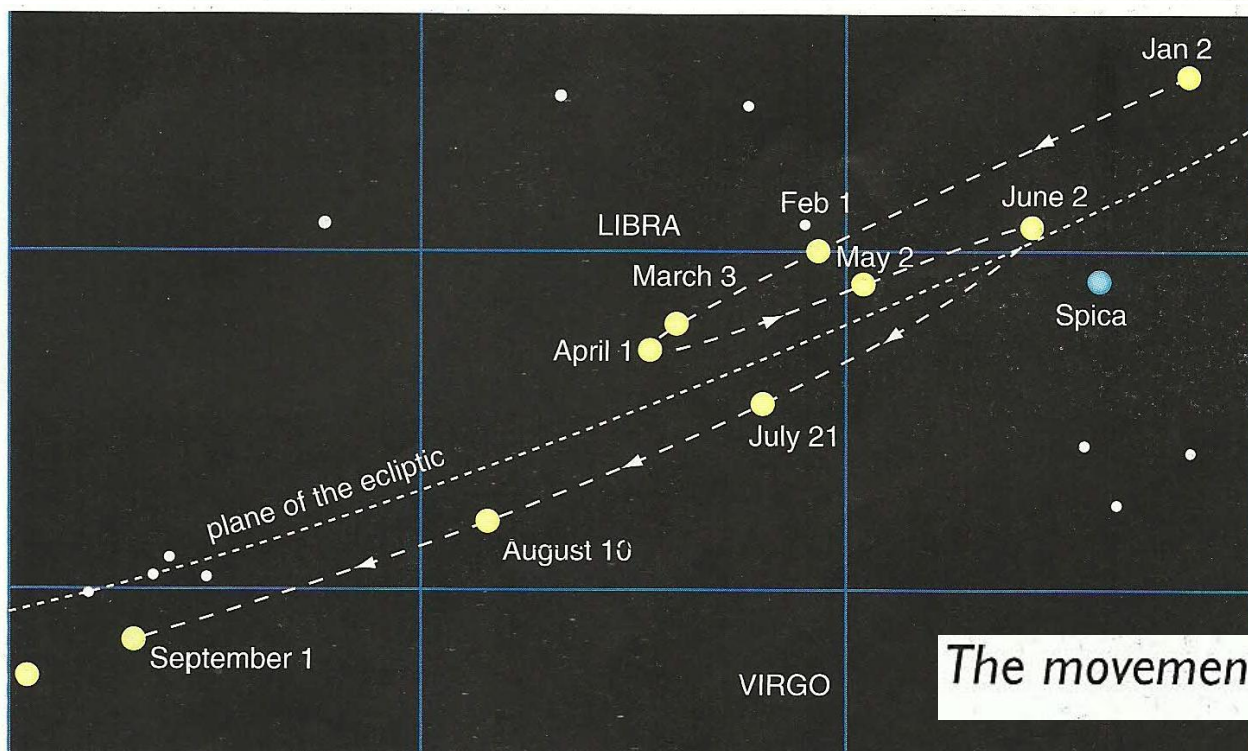 Jan 2
Feb 1
June 2
LIBRA
May 2
March 3
Spica
April 1
July 21
plane of the ecliptic
August 10
September 1
VIRGO
The movemen